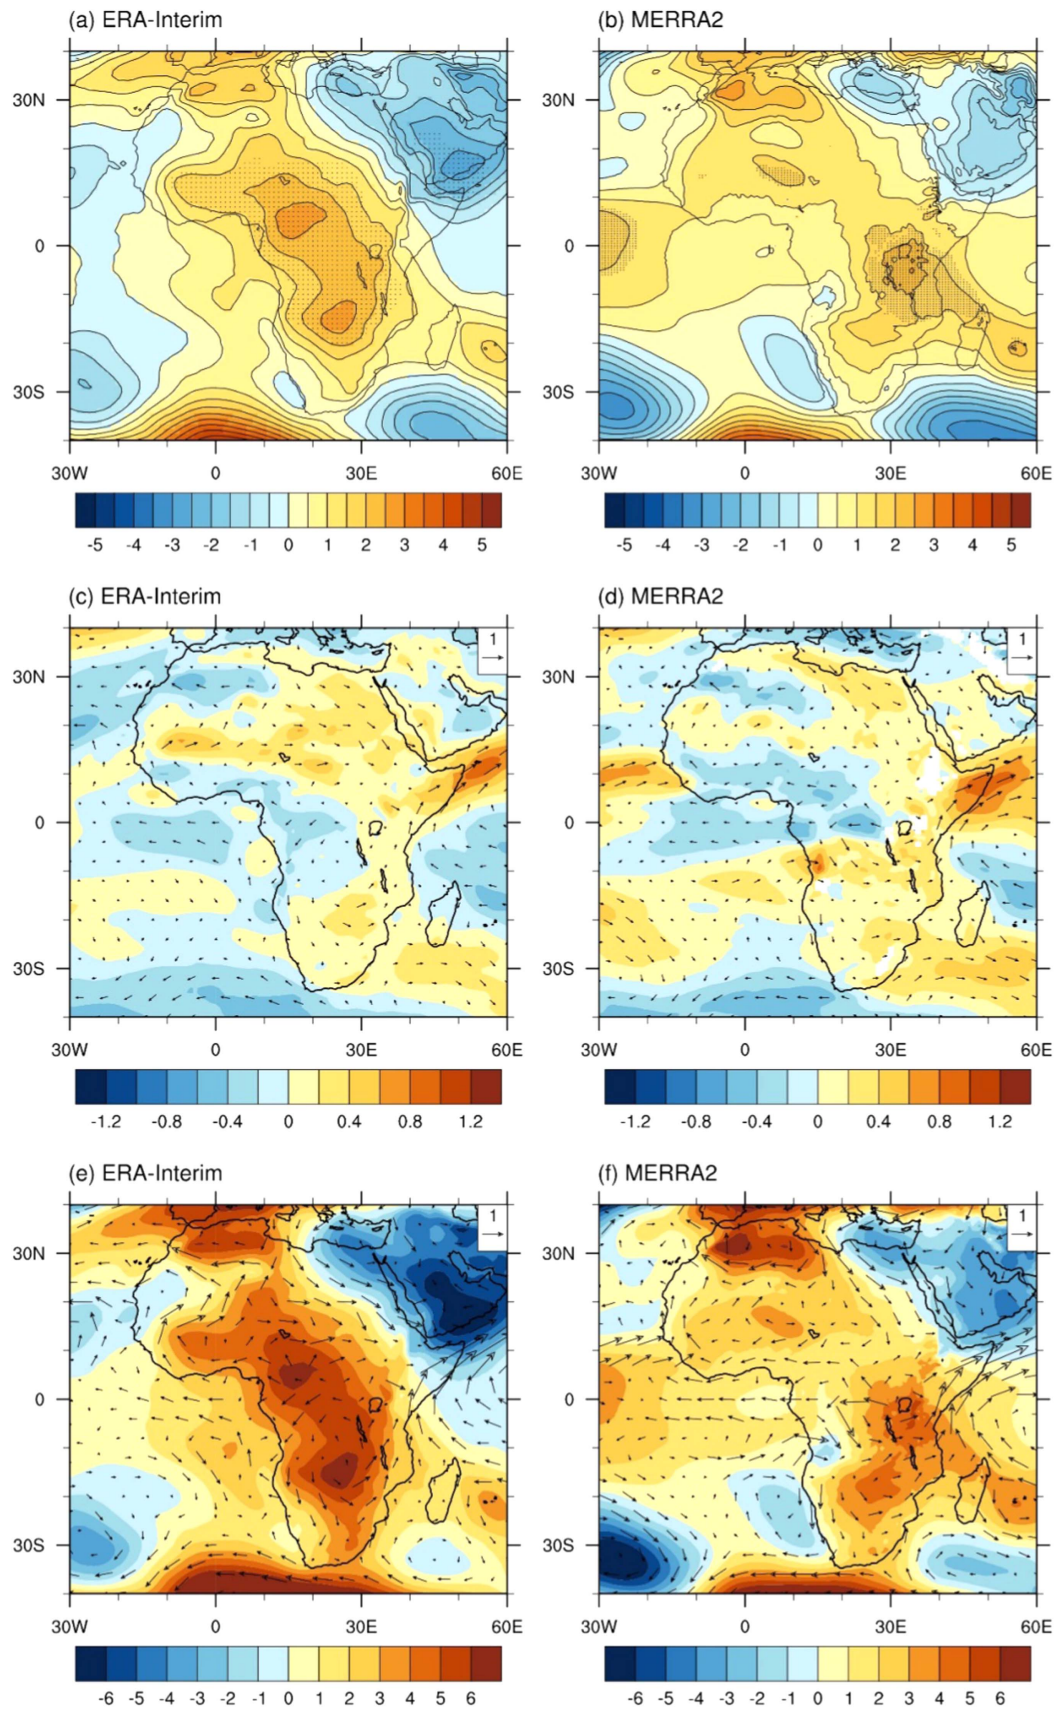 (a) ERA-Interim
(b) MERRA2
30N
0
30S
30W 0 30E 60E
-5 -4 -3 -2 -1 0 1 2 3 4 5
30N
0
30S
30W 0 30E 60E
-5 -4 -3 -2 -1 0 1 2 3 4 5
(c) ERA-Interim
(d) MERRA2
1
30N
0
30S
30W 0 30E 60E
-1.2 -0.8 -0.4 0 0.4 0.8 1.2
1
30N
0
30S
30W 0 30E 60E
-1.2 -0.8 -0.4 0 0.4 0.8 1.2
(e) ERA-Interim
(f) MERRA2
1
30N
0
30S
30W 0 30E 60E
-6 -5 -4 -3 -2 -1 0 1 2 3 4 5 6
1
30N
0
30S
30W 0 30E 60E
-6 -5 -4 -3 -2 -1 0 1 2 3 4 5 6